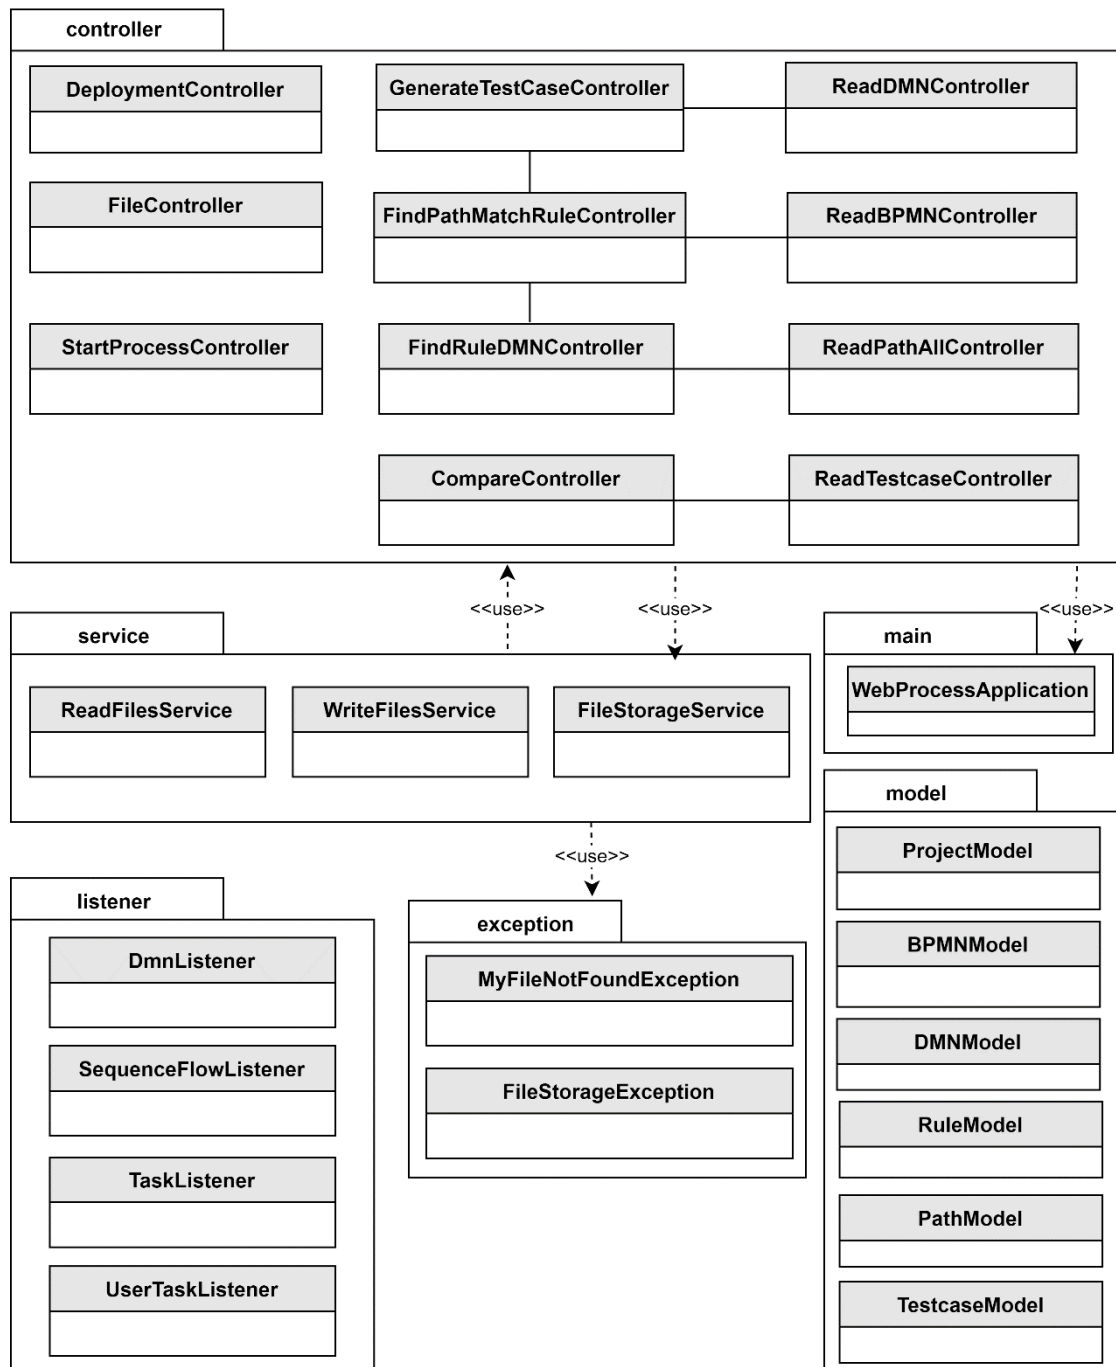 controller
DeploymentController
GenerateTestCaseController
ReadDMNController
FileController
FindPathMatchRuleController
ReadBPMNController
StartProcessController
FindRuleDMNController
ReadPathAllController
CompareController
ReadTestcaseController
<<use>>
<<use>>
<<use>>
service
ReadFilesService
WriteFilesService
FileStorageService
main
WebProcessApplication
<<use>>
model
ProjectModel
BPMNModel
DMNModel
RuleModel
PathModel
TestcaseModel
listener
DmnListener
SequenceFlowListener
TaskListener
UserTaskListener
exception
MyFileNotFoundException
FileStorageException